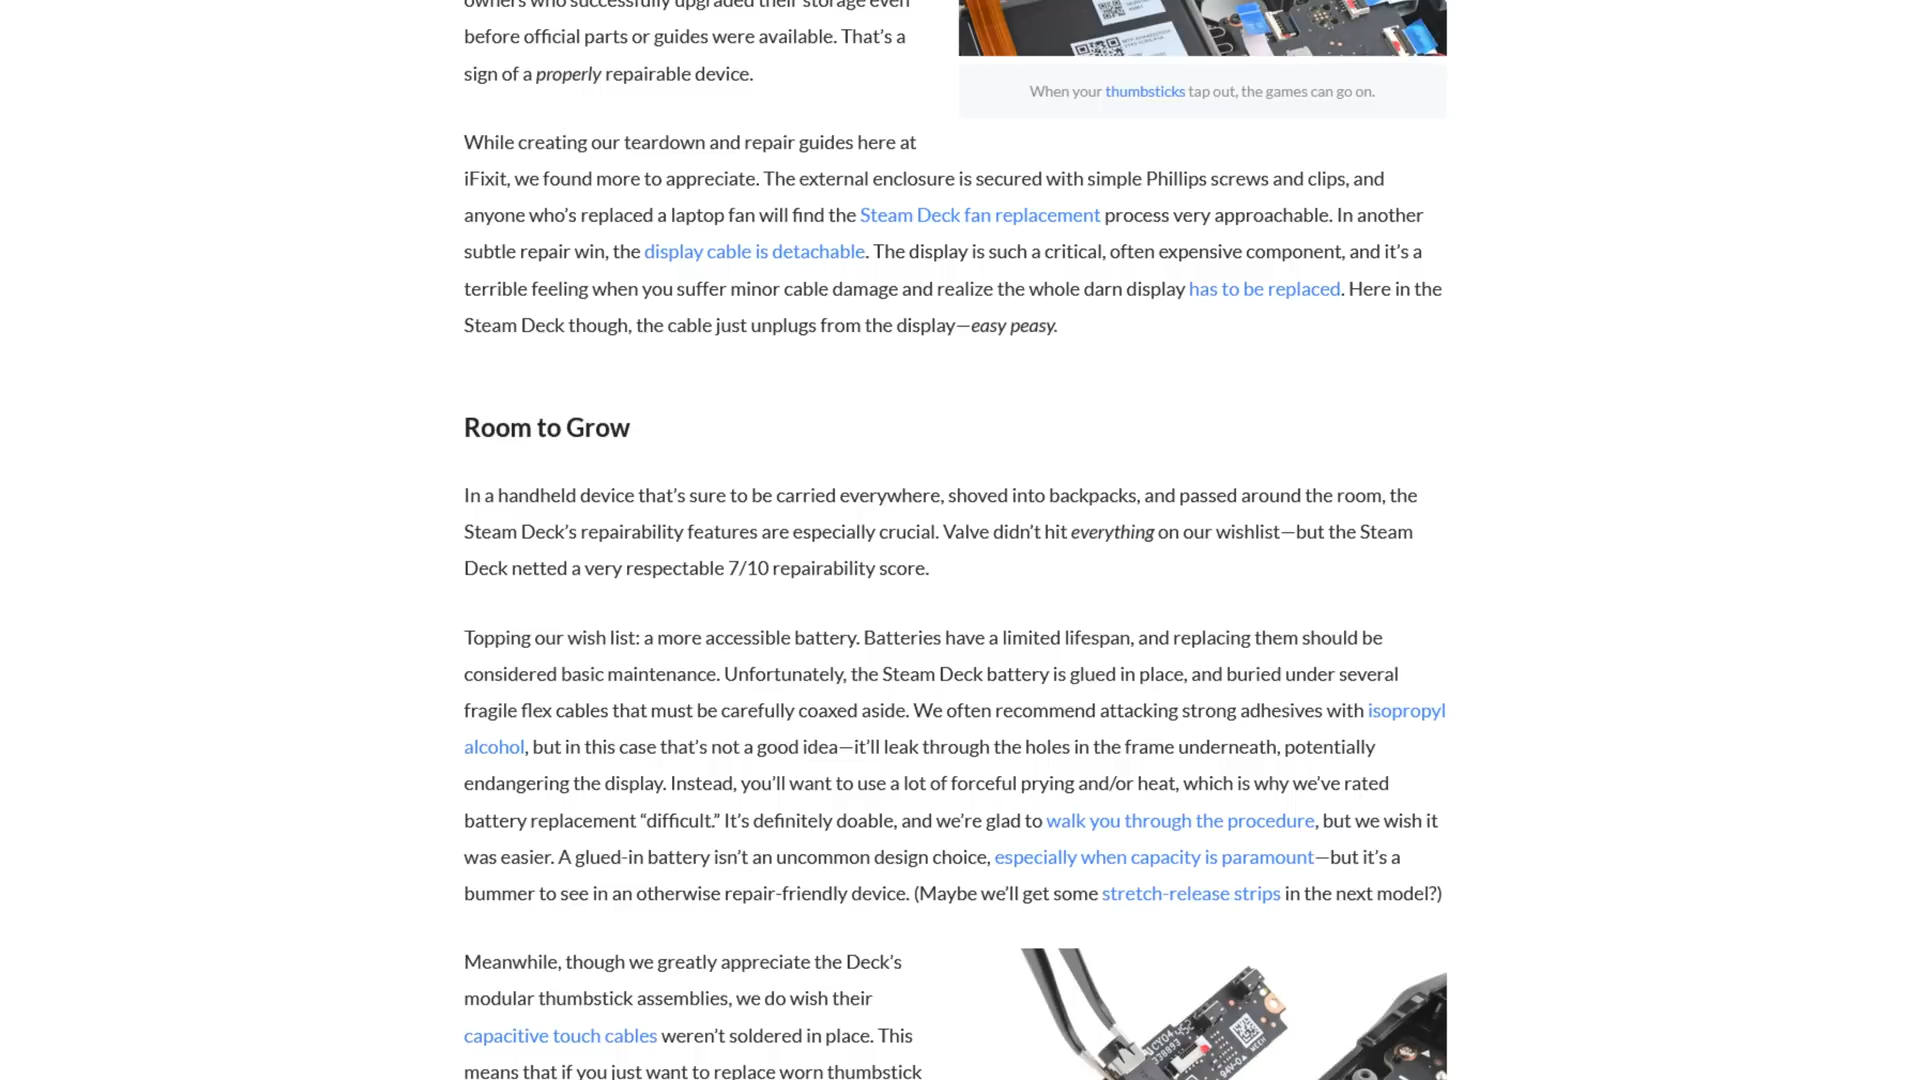 owners who successfully upgraded their storage even
before official parts or guides were available. That’s a
sign of a properly repairable device.
When your thumbsticks tap out, the games can go on.
While creating our teardown and repair guides here at
iFixit, we found more to appreciate. The external enclosure is secured with simple Phillips screws and clips, and
anyone who’s replaced a laptop fan will find the Steam Deck fan replacement process very approachable. In another
subtle repair win, the display cable is detachable. The display is such a critical, often expensive component, and it’s a
terrible feeling when you suffer minor cable damage and realize the whole darn display has to be replaced. Here in the
Steam Deck though, the cable just unplugs from the display—easy peasy.
Room to Grow
In a handheld device that’s sure to be carried everywhere, shoved into backpacks, and passed around the room, the
Steam Deck’s repairability features are especially crucial. Valve didn’t hit everything on our wishlist—but the Steam
Deck netted a very respectable 7/10 repairability score.
Topping our wish list: a more accessible battery. Batteries have a limited lifespan, and replacing them should be
considered basic maintenance. Unfortunately, the Steam Deck battery is glued in place, and buried under several
fragile flex cables that must be carefully coaxed aside. We often recommend attacking strong adhesives with isopropyl
alcohol, but in this case that’s not a good idea—it’ll leak through the holes in the frame underneath, potentially
endangering the display. Instead, you’ll want to use a lot of forceful prying and/or heat, which is why we’ve rated
battery replacement “difficult.” It’s definitely doable, and we’re glad to walk you through the procedure, but we wish it
was easier. A glued-in battery isn’t an uncommon design choice, especially when capacity is paramount—but it’s a
bummer to see in an otherwise repair-friendly device. (Maybe we’ll get some stretch-release strips in the next model?)
Meanwhile, though we greatly appreciate the Deck’s
modular thumbstick assemblies, we do wish their
capacitive touch cables weren’t soldered in place. This
means that if you just want to replace worn thumbstick
94V-0